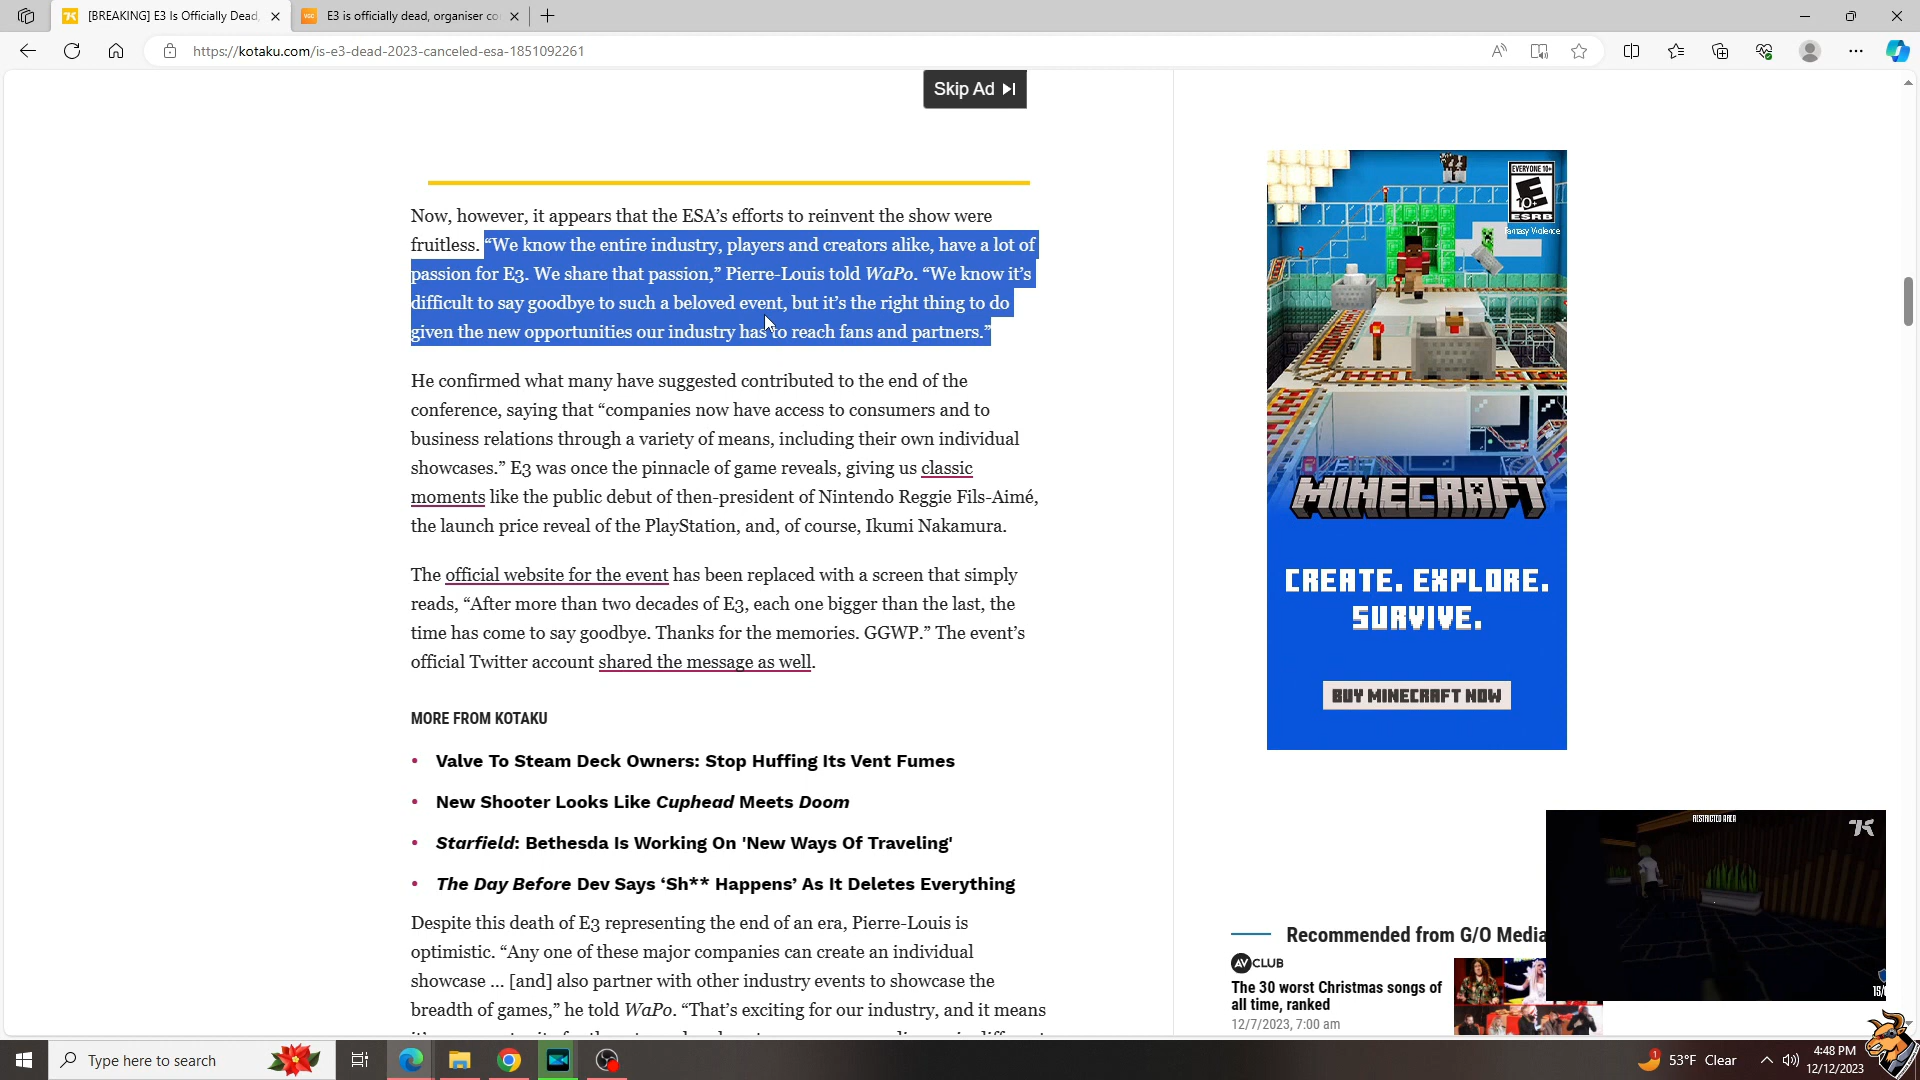 [BREAKING] E3 Is Officially Dead,
VGC
E3 is officially dead, organiser co
https://kotaku.com/is-e3-dead-2023-canceled-esa-1851092261
Skip Ad
Now, however, it appears that the ESA’s efforts to reinvent the show were
fruitless. “We know the entire industry, players and creators alike, have a lot of
passion for E3. We share that passion,” Pierre-Louis told WaPo. “We know it’s
difficult to say goodbye to such a beloved event, but it’s the right thing to do
given the new opportunities our industry has to reach fans and partners.”
He confirmed what many have suggested contributed to the end of the
conference, saying that “companies now have access to consumers and to
business relations through a variety of means, including their own individual
showcases.” E3 was once the pinnacle of game reveals, giving us classic
moments like the public debut of then-president of Nintendo Reggie Fils-Aimé,
the launch price reveal of the PlayStation, and, of course, Ikumi Nakamura.
The official website for the event has been replaced with a screen that simply
reads, “After more than two decades of E3, each one bigger than the last, the
time has come to say goodbye. Thanks for the memories. GGWP.” The event’s
official Twitter account shared the message as well.
MORE FROM KOTAKU
• Valve To Steam Deck Owners: Stop Huffing Its Vent Fumes
• New Shooter Looks Like Cuphead Meets Doom
• Starfield: Bethesda Is Working On 'New Ways Of Traveling'
• The Day Before Dev Says ‘Sh** Happens’ As It Deletes Everything
Despite this death of E3 representing the end of an era, Pierre-Louis is
optimistic. “Any one of these major companies can create an individual
showcase ... [and] also partner with other industry events to showcase the
breadth of games,” he told WaPo. “That’s exciting for our industry, and it means
EVERYONE 10+
E
10+
ESRB
Fantasy Violence
MINECRAFT
CREATE. EXPLORE.
SURVIVE.
BUY MINECRAFT NOW
RESTRICTED AREA
15/
Recommended from G/O Media
AV CLUB
The 30 worst Christmas songs of
all time, ranked
12/7/2023, 7:00 am
Type here to search
1
53°F Clear
4:48 PM
12/12/2023